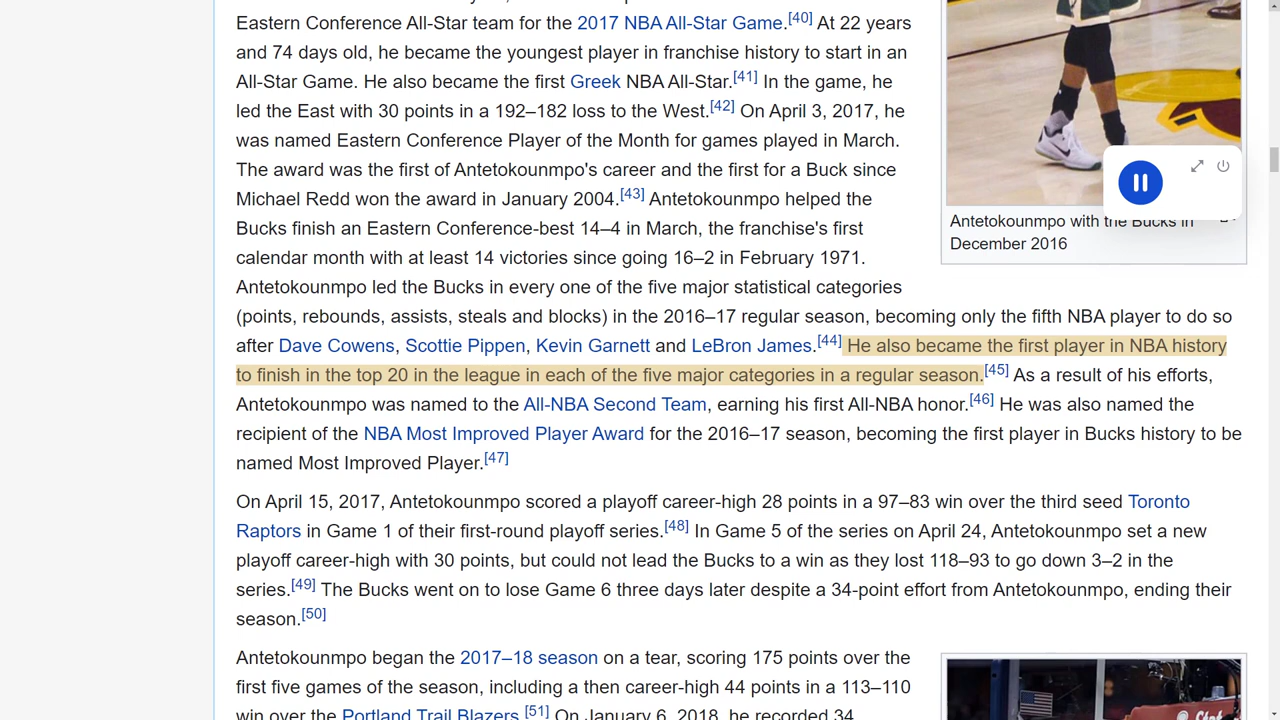 Eastern Conference All-Star team for the 2017 NBA All-Star Game.[40] At 22 years
and 74 days old, he became the youngest player in franchise history to start in an
All-Star Game. He also became the first Greek NBA All-Star.[41] In the game, he
led the East with 30 points in a 192–182 loss to the West.[42] On April 3, 2017, he
was named Eastern Conference Player of the Month for games played in March.
The award was the first of Antetokounmpo's career and the first for a Buck since
Michael Redd won the award in January 2004.[43] Antetokounmpo helped the
Bucks finish an Eastern Conference-best 14–4 in March, the franchise's first
calendar month with at least 14 victories since going 16–2 in February 1971.
Antetokounmpo led the Bucks in every one of the five major statistical categories
(points, rebounds, assists, steals and blocks) in the 2016–17 regular season, becoming only the fifth NBA player to do so
after Dave Cowens, Scottie Pippen, Kevin Garnett and LeBron James.[44] He also became the first player in NBA history
to finish in the top 20 in the league in each of the five major categories in a regular season.[45] As a result of his efforts,
Antetokounmpo was named to the All-NBA Second Team, earning his first All-NBA honor.[46] He was also named the
recipient of the NBA Most Improved Player Award for the 2016–17 season, becoming the first player in Bucks history to be
named Most Improved Player.[47]
Antetokounmpo with the Bucks in
December 2016
On April 15, 2017, Antetokounmpo scored a playoff career-high 28 points in a 97–83 win over the third seed Toronto
Raptors in Game 1 of their first-round playoff series.[48] In Game 5 of the series on April 24, Antetokounmpo set a new
playoff career-high with 30 points, but could not lead the Bucks to a win as they lost 118–93 to go down 3–2 in the
series.[49] The Bucks went on to lose Game 6 three days later despite a 34-point effort from Antetokounmpo, ending their
season.[50]
Antetokounmpo began the 2017–18 season on a tear, scoring 175 points over the
first five games of the season, including a then career-high 44 points in a 113–110
win over the Portland Trail Blazers.[51] On January 6, 2018, he recorded 34